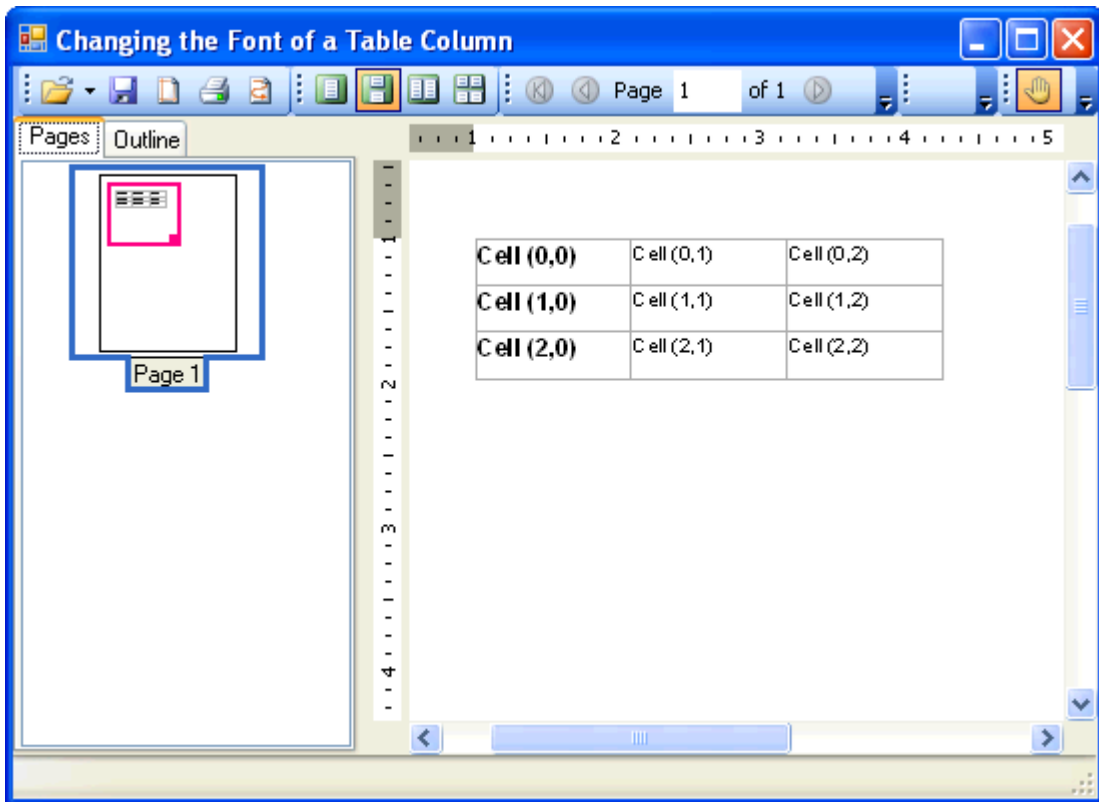 Changing the Font of a Table Column
Page 1 of 1
Pages Outline
1 2 3 4 5
Cell (0,0) Cell (0,1) Cell (0,2)
Cell (1,0) Cell (1,1) Cell (1,2)
Cell (2,0) Cell (2,1) Cell (2,2)
Page 1
1
2
3
4